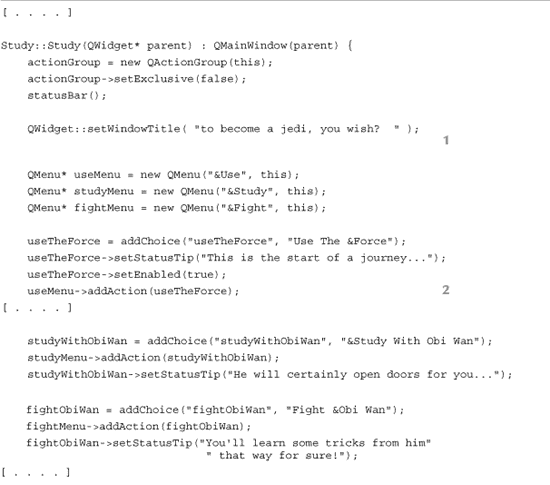 [ . . . . ]
Study::Study(QWidget* parent) : QMainWindow(parent) {
    actionGroup = new QActionGroup(this);
    actionGroup->setExclusive(false);
    statusBar();
    QWidget::setWindowTitle( "to become a jedi, you wish?  " );
1
    QMenu* useMenu = new QMenu("&Use", this);
    QMenu* studyMenu = new QMenu("&Study", this);
    QMenu* fightMenu = new QMenu("&Fight", this);
    useTheForce = addChoice("useTheForce", "Use The &Force");
    useTheForce->setStatusTip("This is the start of a journey...");
    useTheForce->setEnabled(true);
    useMenu->addAction(useTheForce); 2
[ . . . . ]
    studyWithObiWan = addChoice("studyWithObiWan", "&Study With Obi Wan");
    studyMenu->addAction(studyWithObiWan);
    studyWithObiWan->setStatusTip("He will certainly open doors for you...");
    fightObiWan = addChoice("fightObiWan", "Fight &Obi Wan");
    fightMenu->addAction(fightObiWan);
    fightObiWan->setStatusTip("You'll learn some tricks from him"
                              " that way for sure!");
[ . . . . ]